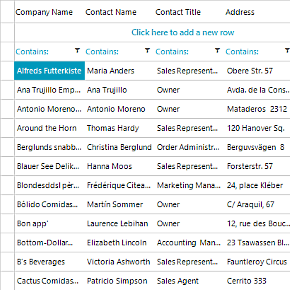 Company Name Contact Name Contact Title Address
Click here to add a new row
Contains: Contains: Contains: Contains:
Alfreds Futterkiste Maria Anders Sales Represent... Obere Str. 57
Ana Trujillo Emp... Ana Trujillo Owner Avda. de la Cons...
Antonio Moreno... Antonio Moreno Owner Mataderos 2312
Around the Horn Thomas Hardy Sales Represent... 120 Hanover Sq.
Berglunds snabb... Christina Berglund Order Administr... Berguvsvägen 8
Blauer See Delik... Hanna Moos Sales Represent... Forsterstr. 57
Blondesddsl pér... Frédérique Citea... Marketing Mana... 24, place Kléber
Bólido Comidas... Martín Sommer Owner C/ Araquil, 67
Bon app' Laurence Lebihan Owner 12, rue des Bouc...
Bottom-Dollar... Elizabeth Lincoln Accounting Man... 23 Tsawassen Bl...
B's Beverages Victoria Ashworth Sales Represent... Fauntleroy Circus
Cactus Comidas... Patricio Simpson Sales Agent Cerrito 333